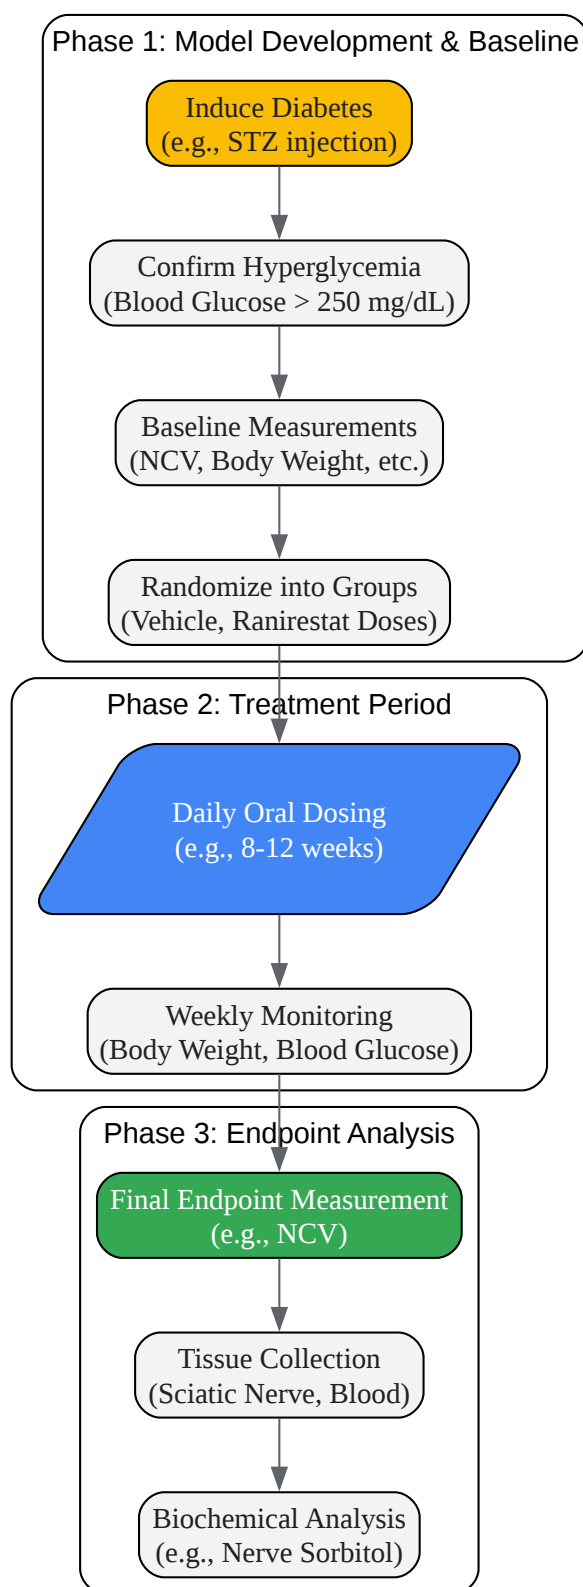 Phase 1: Model Development & Baseline
Induce Diabetes
(e.g., STZ injection)
Confirm Hyperglycemia
(Blood Glucose > 250 mg/dL)
Baseline Measurements
(NCV, Body Weight, etc.)
Randomize into Groups
(Vehicle, Ranirestat Doses)
Phase 2: Treatment Period
Daily Oral Dosing
(e.g., 8-12 weeks)
Weekly Monitoring
(Body Weight, Blood Glucose)
Phase 3: Endpoint Analysis
Final Endpoint Measurement
(e.g., NCV)
Tissue Collection
(Sciatic Nerve, Blood)
Biochemical Analysis
(e.g., Nerve Sorbitol)